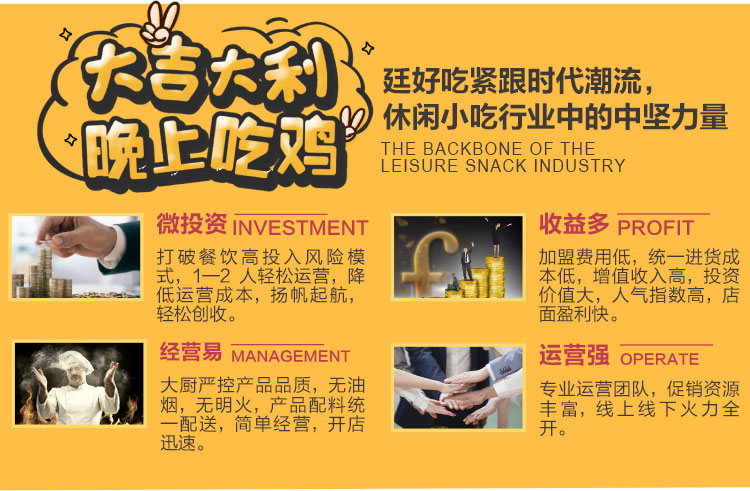 大吉大利
晚上吃鸡
廷好吃紧跟时代潮流，
休闲小吃行业中的中坚力量
THE BACKBONE OF THE
LEISURE SNACK INDUSTRY
微投资 INVESTMENT
打破餐饮高投入风险模
式，1—2 人轻松运营，降
低运营成本，扬帆起航，
轻松创收。
收益多 PROFIT
加盟费用低，统一进货成
本低，增值收入高，投资
价值大，人气指数高，店
面盈利快。
经营易 MANAGEMENT
大厨严控产品品质，无油
烟，无明火，产品配料统
一配送，简单经营，开店
迅速。
运营强 OPERATE
专业运营团队，促销资源
丰富，线上线下火力全
开。